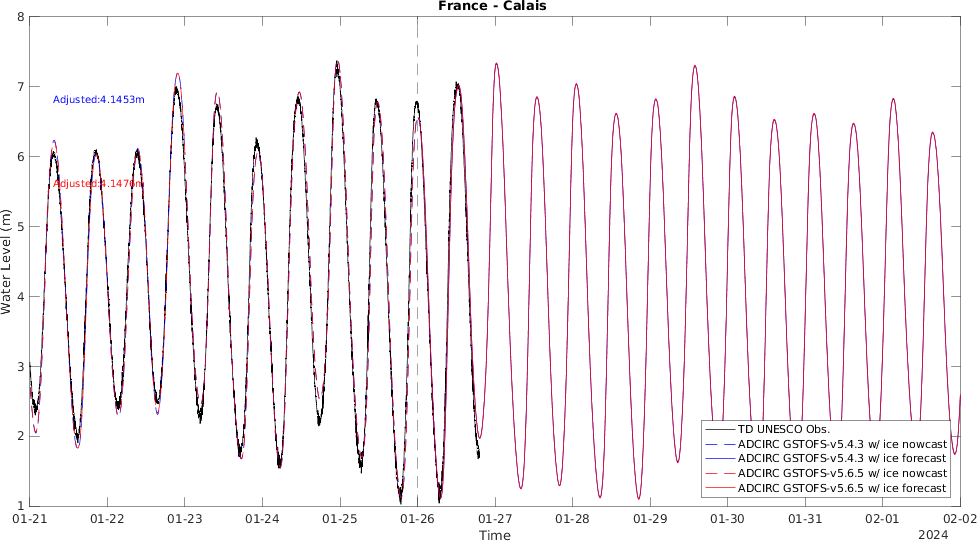 France - Calais
8
7
6
5
4
3
2
1
Water Level (m)
Adjusted:4.1453m
Adjusted:4.1470m
TD UNESCO Obs.
ADCIRC GSTOFS-v5.4.3 w/ ice nowcast
ADCIRC GSTOFS-v5.4.3 w/ ice forecast
ADCIRC GSTOFS-v5.6.5 w/ ice nowcast
ADCIRC GSTOFS-v5.6.5 w/ ice forecast
01-21 01-22 01-23 01-24 01-25 01-26 01-27 01-28 01-29 01-30 01-31 02-01 02-02
Time
2024